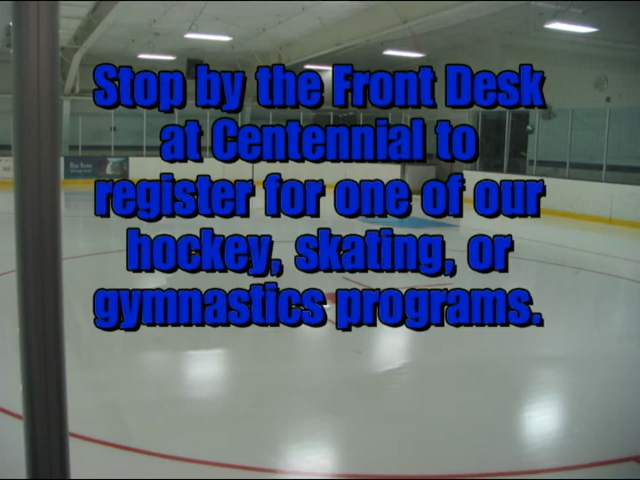 Stop by the Front Desk
at Centennial to
register for one of our
hockey, skating, or
gymnastics programs.